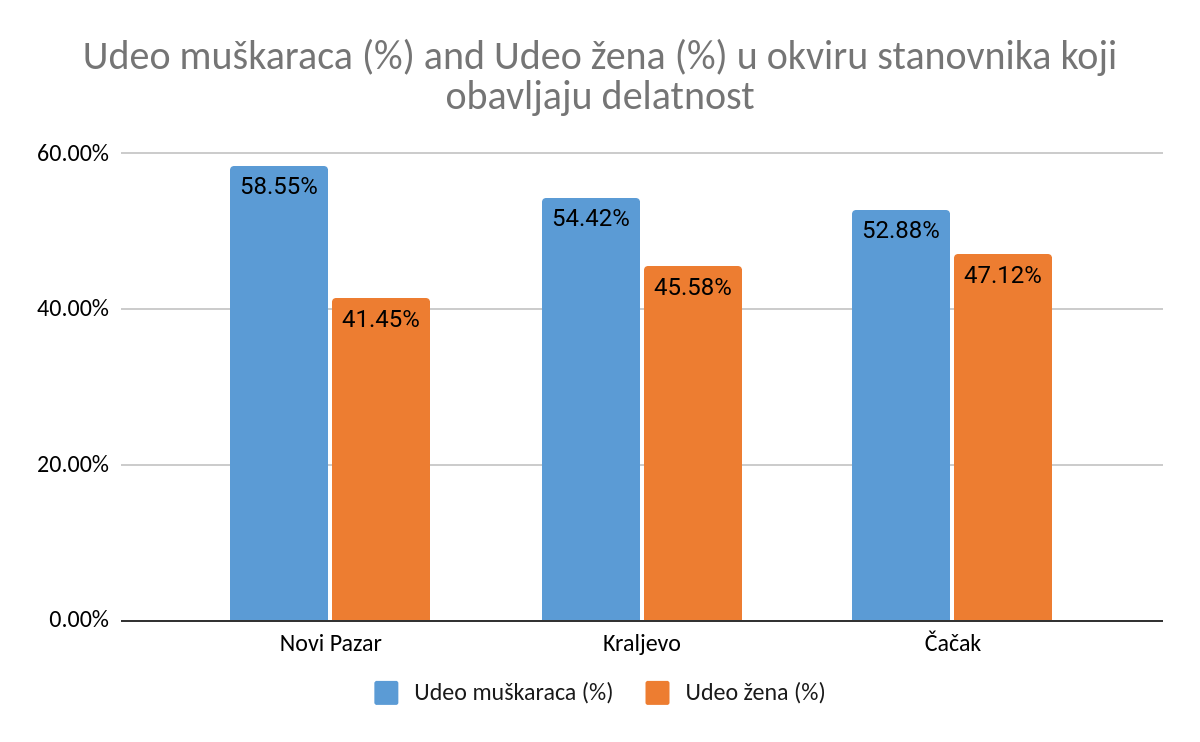 Udeo muškaraca (%) and Udeo žena (%) u okviru stanovnika koji
obavljaju delatnost
60.00%
40.00%
20.00%
0.00%
58.55%
41.45%
54.42%
45.58%
52.88%
47.12%
Novi Pazar
Kraljevo
Čačak
Udeo muškaraca (%)
Udeo žena (%)